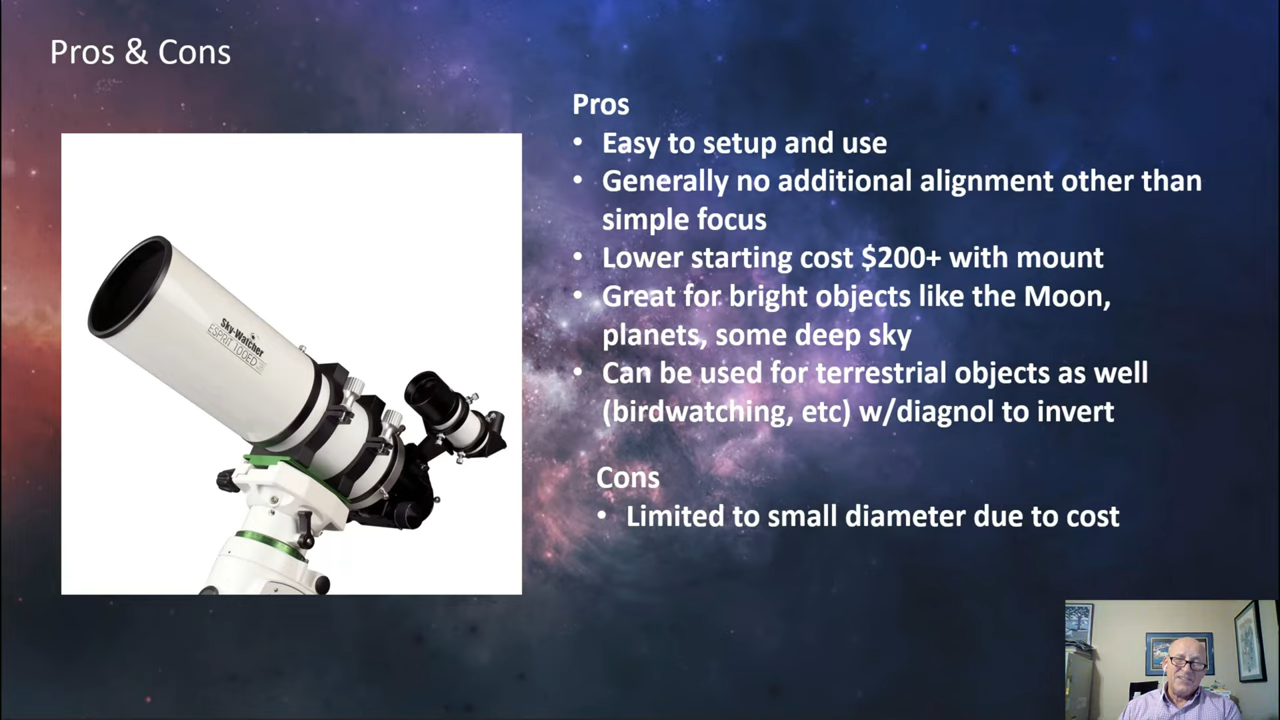 Pros & Cons
Pros
• Easy to setup and use
• Generally no additional alignment other than
simple focus
• Lower starting cost $200+ with mount
• Great for bright objects like the Moon,
planets, some deep sky
• Can be used for terrestrial objects as well
(birdwatching, etc) w/diagnol to invert
Cons
• Limited to small diameter due to cost
Sky-Watcher
ESPRIT 100ED